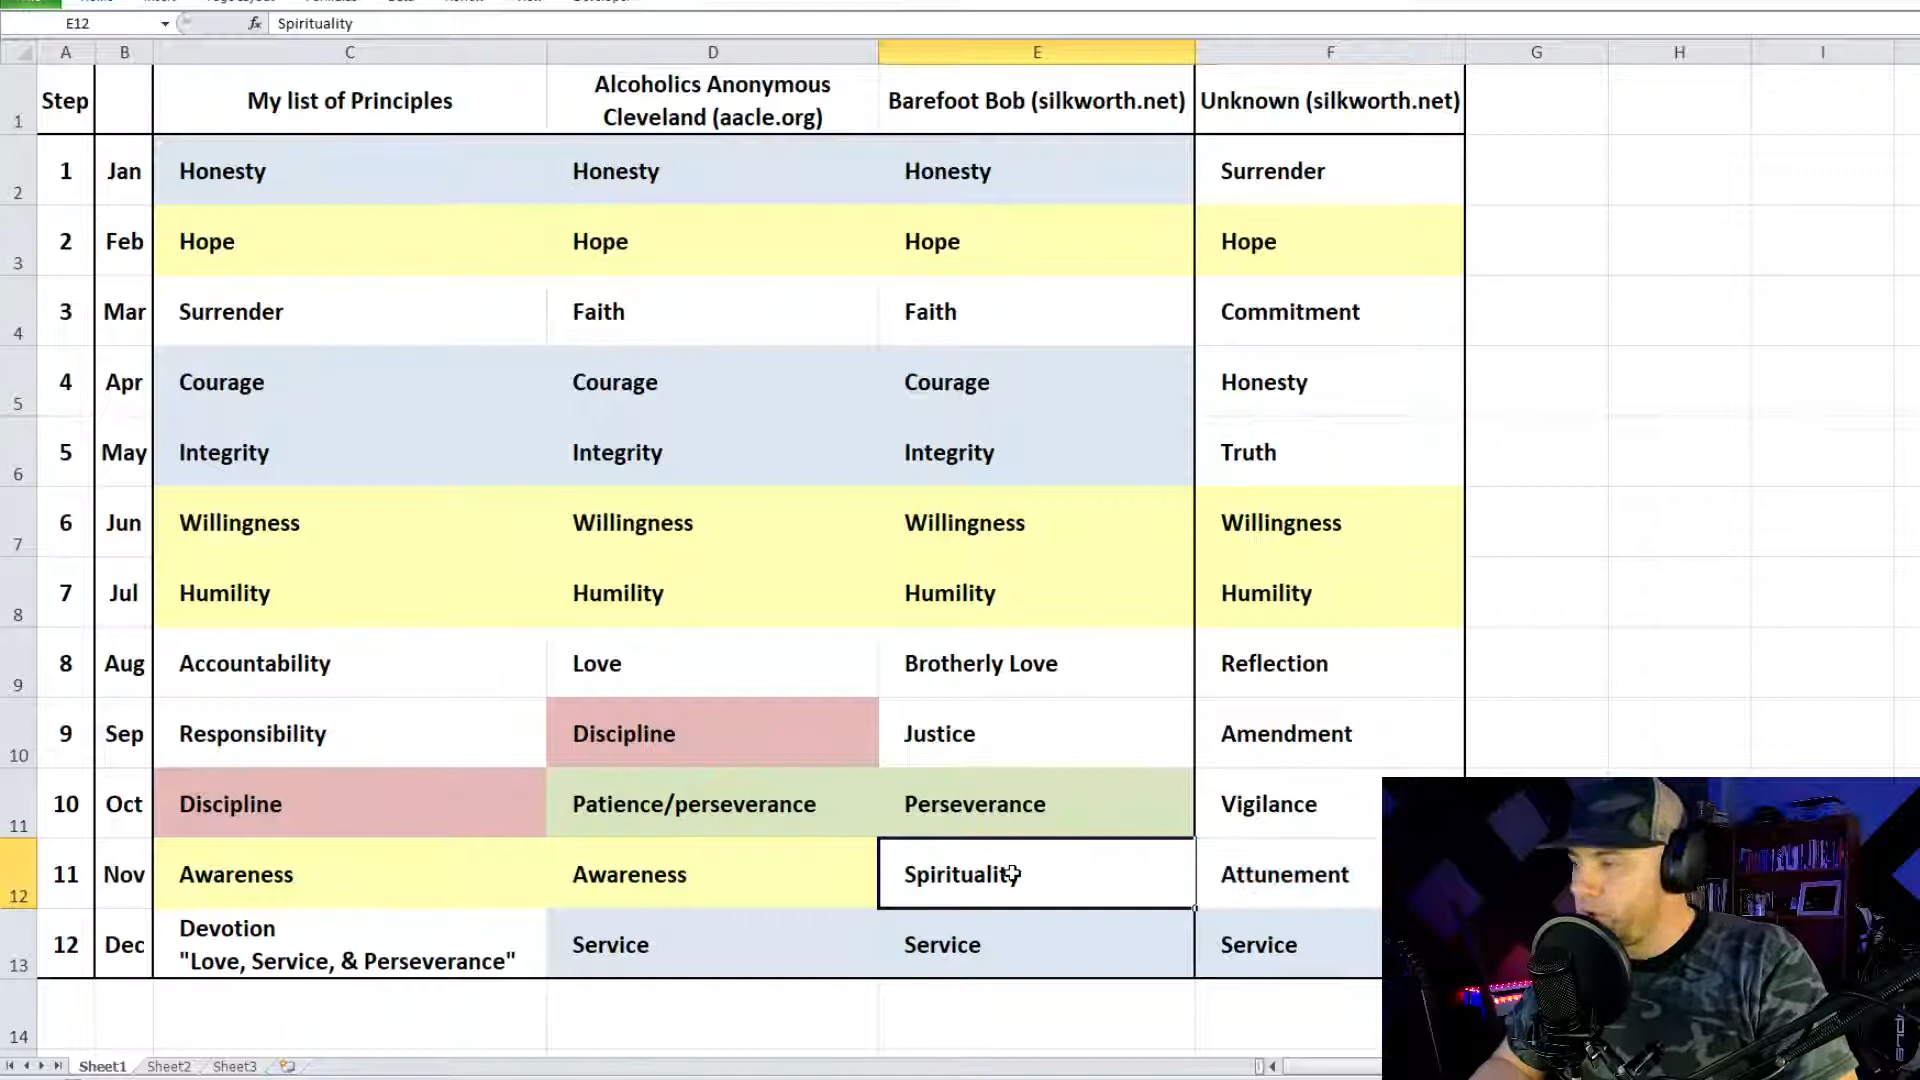 E12 fx Spirituality
A B C D E F G H I
1 Step My list of Principles Alcoholics Anonymous Cleveland (aacle.org) Barefoot Bob (silkworth.net) Unknown (silkworth.net)
2 1 Jan Honesty Honesty Honesty Surrender
3 2 Feb Hope Hope Hope Hope
4 3 Mar Surrender Faith Faith Commitment
5 4 Apr Courage Courage Courage Honesty
6 5 May Integrity Integrity Integrity Truth
7 6 Jun Willingness Willingness Willingness Willingness
8 7 Jul Humility Humility Humility Humility
9 8 Aug Accountability Love Brotherly Love Reflection
10 9 Sep Responsibility Discipline Justice Amendment
11 10 Oct Discipline Patience/perseverance Perseverance Vigilance
12 11 Nov Awareness Awareness Spirituality Attunement
13 12 Dec Devotion "Love, Service, & Perseverance" Service Service Service
14
Sheet1 Sheet2 Sheet3